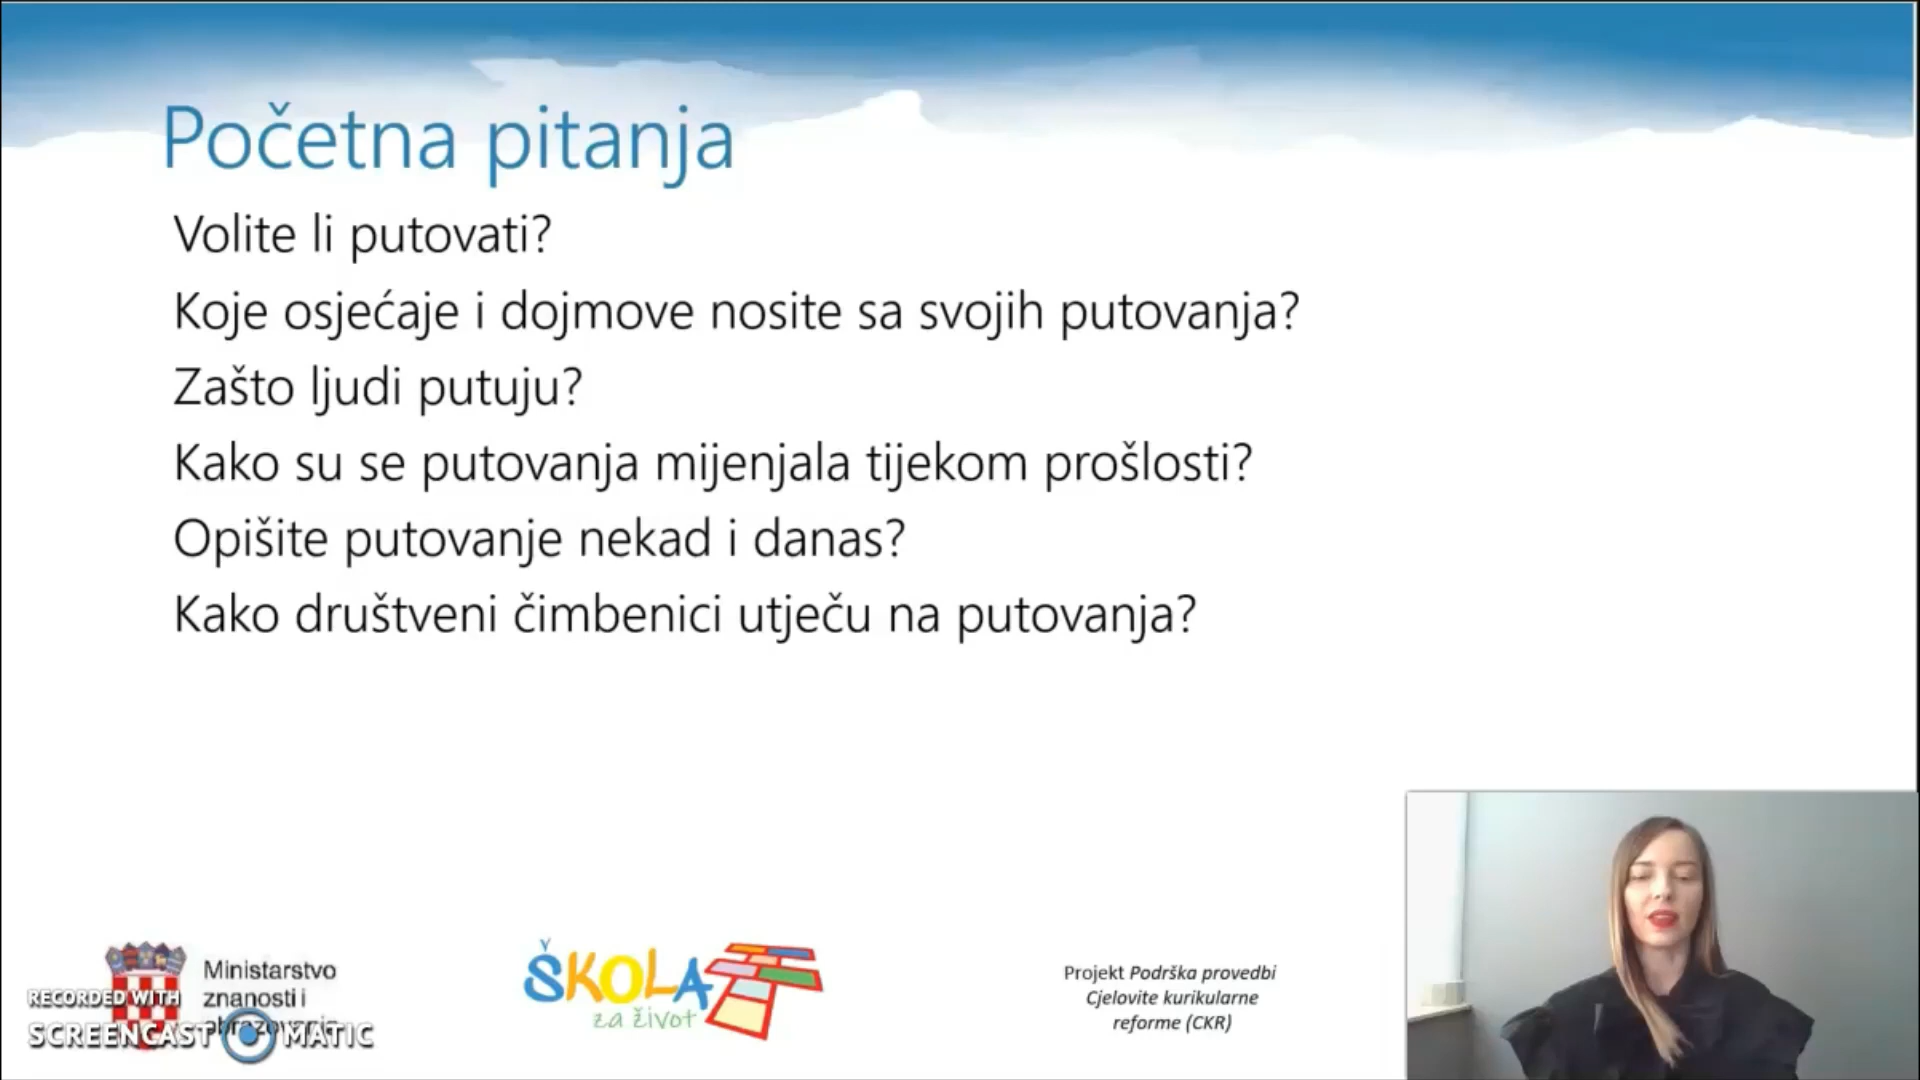 Početna pitanja
Volite li putovati?
Koje osjećaje i dojmove nosite sa svojih putovanja?
Zašto ljudi putuju?
Kako su se putovanja mijenjala tijekom prošlosti?
Opišite putovanje nekad i danas?
Kako društveni čimbenici utječu na putovanja?
Ministarstvo
znanosti i
obrazovanja
RECORDED WITH
SCREENCAST MATIC
ŠKOLA
za život
Projekt Podrška provedbi
Cjelovite kurikularne
reforme (CKR)